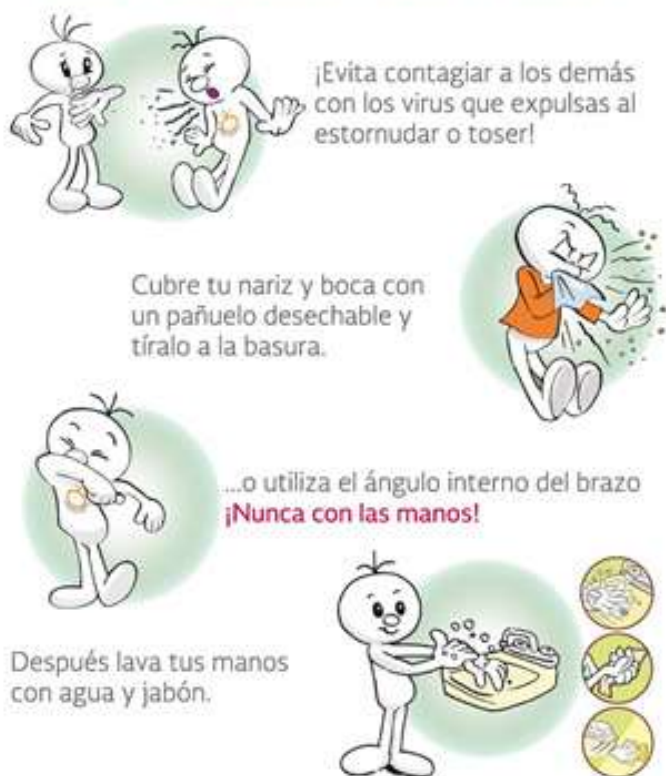 ¡Evita contagiar a los demás
con los virus que expulsas al
estornudar o toser!
Cubre tu nariz y boca con
un pañuelo desechable y
tíralo a la basura.
...o utiliza el ángulo interno del brazo
¡Nunca con las manos!
Después lava tus manos
con agua y jabón.